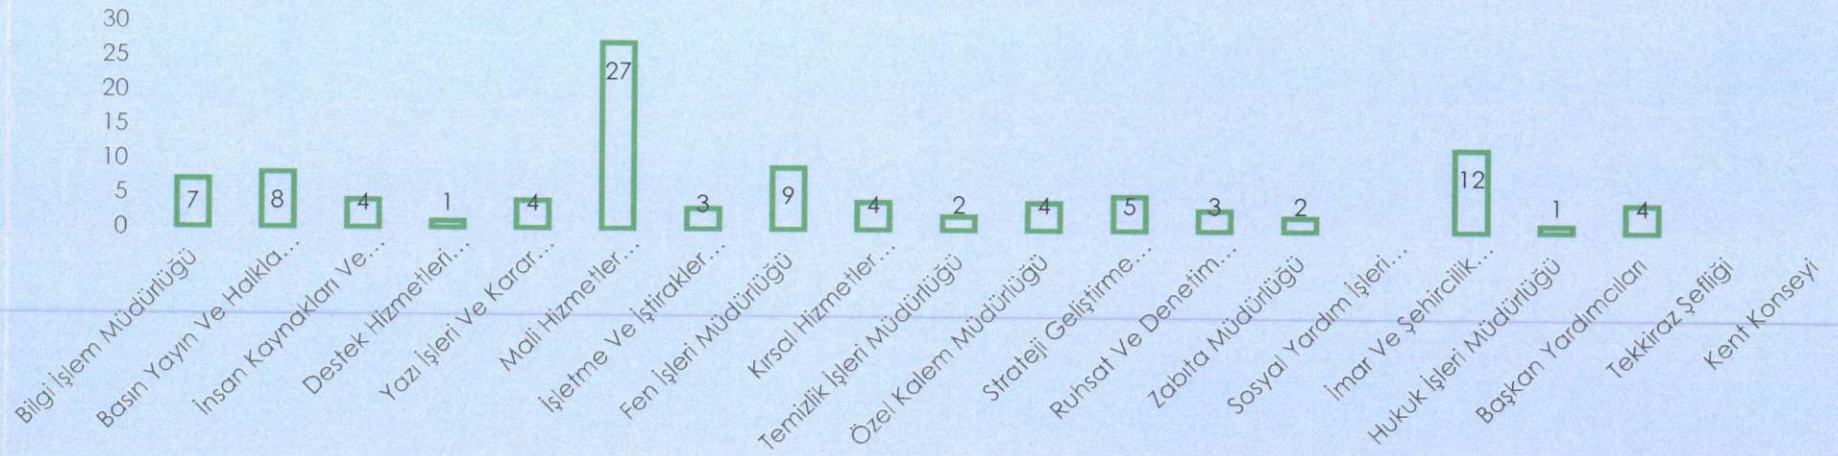 30
25
20
15
10
5
0
7
8
4
1
4
27
3
9
4
2
4
5
3
2
12
1
4
Bilgi İşlem Müdürlüğü
Basın Yayın Ve Halkla...
İnsan Kaynakları Ve...
Destek Hizmetleri...
Yazı İşleri Ve Karar...
Mali Hizmetler...
İşletme Ve İştirakler...
Fen İşleri Müdürlüğü
Kırsal Hizmetler...
Temizlik İşleri Müdürlüğü
Özel Kalem Müdürlüğü
Strateji Geliştirme...
Ruhsat Ve Denetim...
Zabıta Müdürlüğü
Sosyal Yardım İşleri...
İmar Ve Şehircilik...
Hukuk İşleri Müdürlüğü
Başkan Yardımcıları
Tekkiraz Şefliği
Kent Konseyi